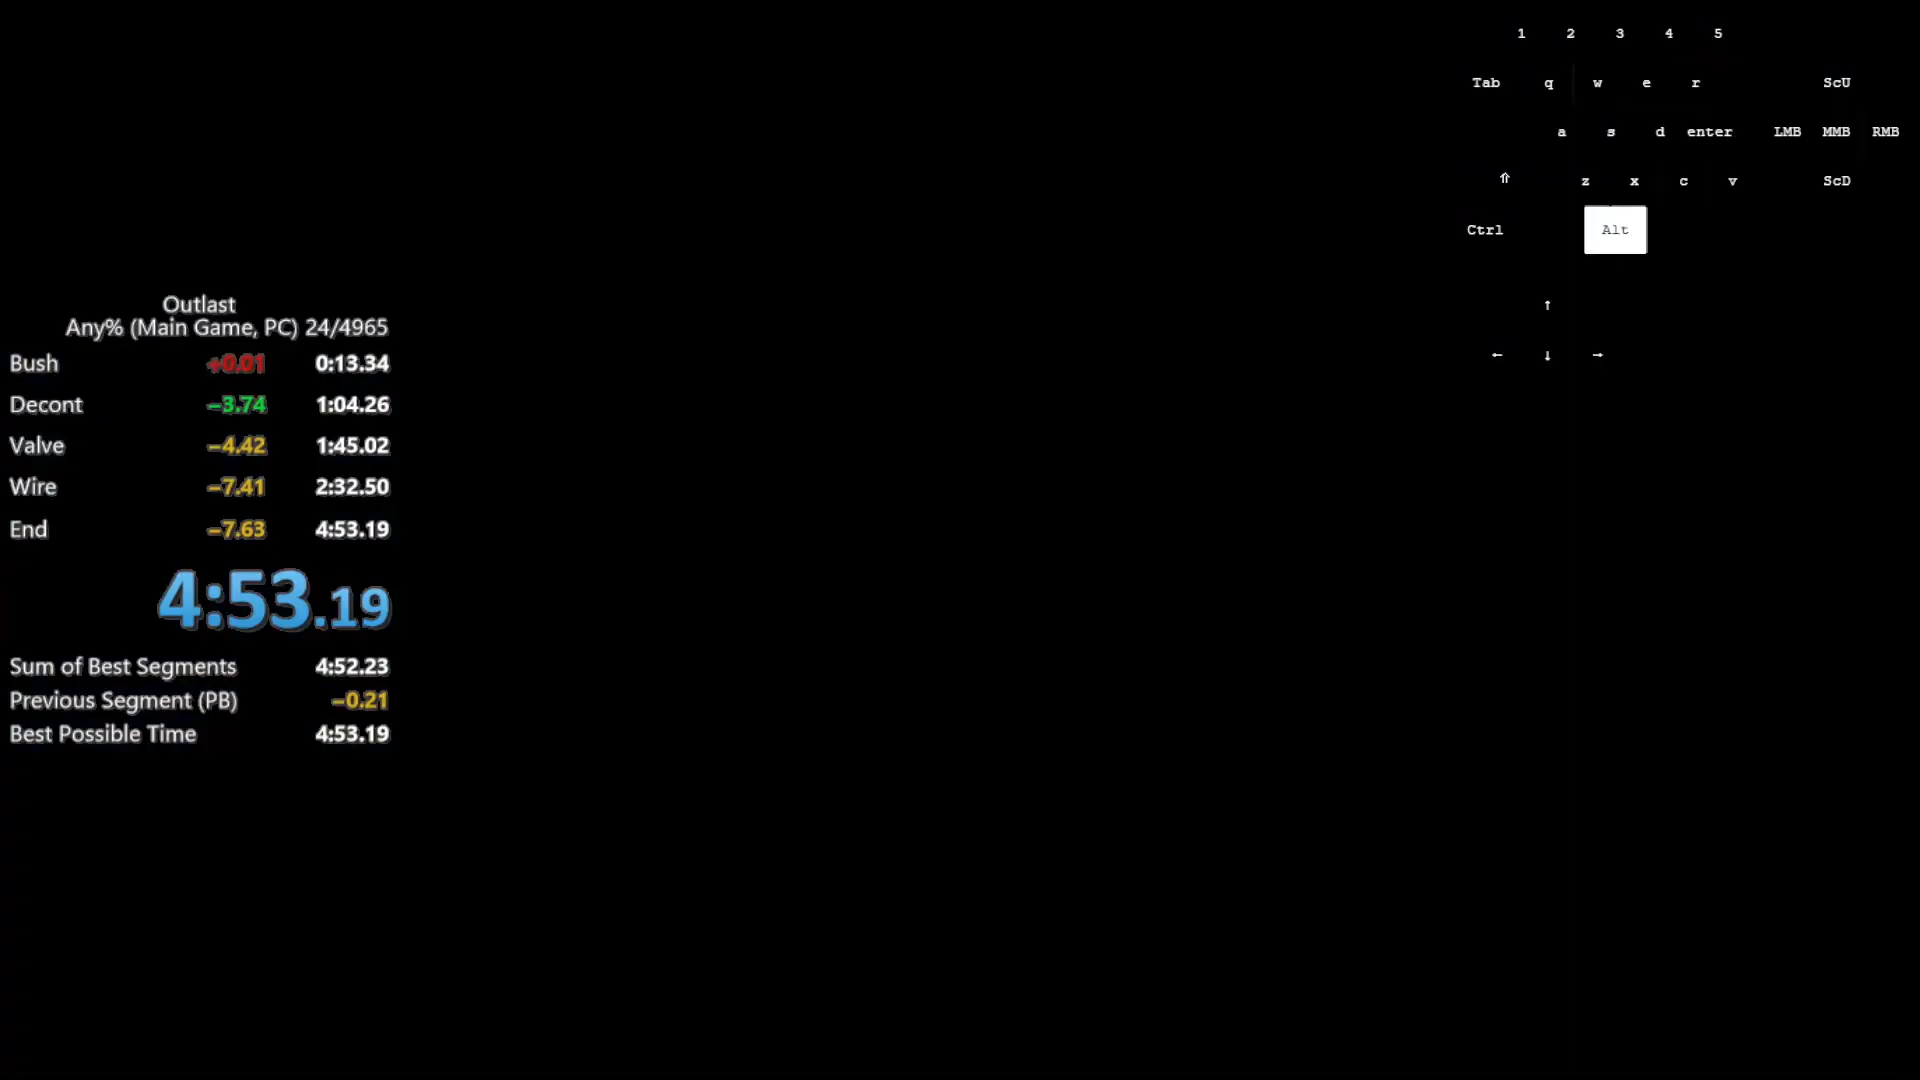 1 2 3 4 5
Tab q w e r ScU
a s d enter LMB MMB RMB
⇑ z x c v ScD
Ctrl Alt
↑
← ↓ →
Outlast
Any% (Main Game, PC) 24/4965
Bush +0.01 0:13.34
Decont −3.74 1:04.26
Valve −4.42 1:45.02
Wire −7.41 2:32.50
End −7.63 4:53.19
4:53.19
Sum of Best Segments 4:52.23
Previous Segment (PB) −0.21
Best Possible Time 4:53.19